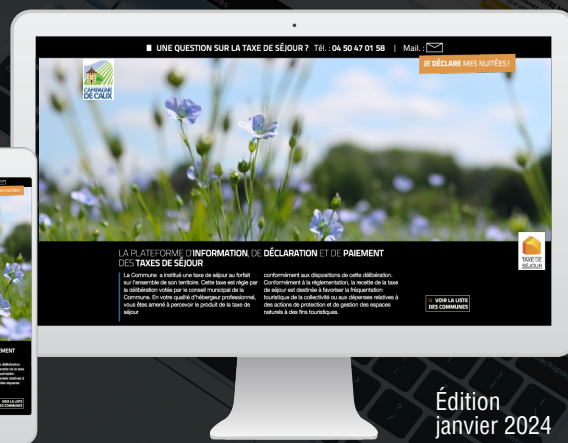 UNE QUESTION SUR LA TAXE DE SÉJOUR ? Tél. : 04 50 47 01 58 | Mail. :
JE DÉCLARE MES NUITÉES !
CAMPAGNE
DE CAUX
LA PLATEFORME D'INFORMATION, DE DÉCLARATION ET DE PAIEMENT
DES TAXES DE SÉJOUR
La Commune a institué une taxe de séjour au forfait
sur l'ensemble de son territoire. Cette taxe est régie par
la délibération votée par le conseil municipal de la
Commune. En votre qualité d'hébergeur professionnel,
vous êtes amené à percevoir le produit de la taxe de
séjour
conformément aux dispositions de cette délibération.
Conformément à la réglementation, la recette de la taxe
de séjour est destinée à favoriser la fréquentation
touristique de la collectivité ou aux dépenses relatives à
des actions de protection et de gestion des espaces
naturels à des fins touristiques.
TAXE DE
SÉJOUR
VOIR LA LISTE
DES COMMUNES
Édition
janvier 2024